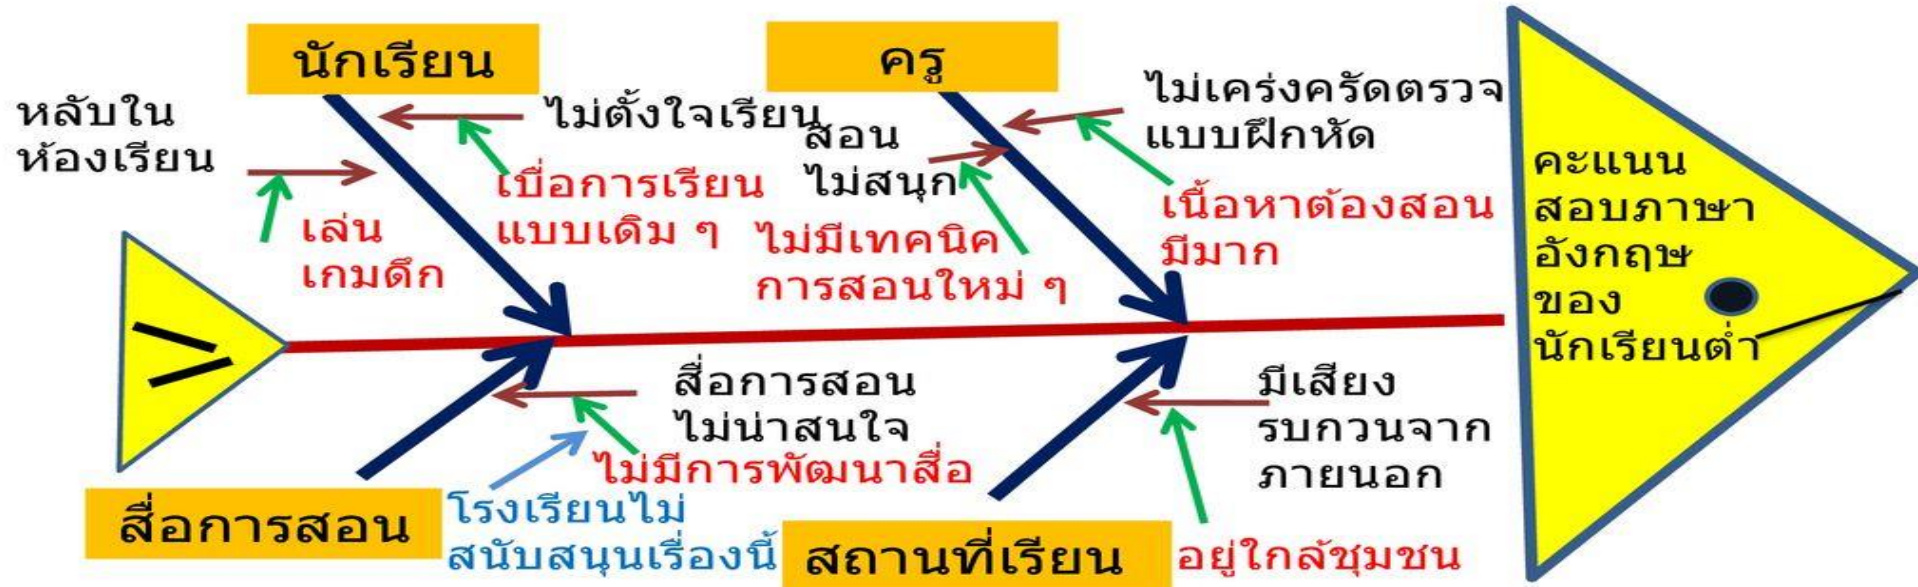 นักเรียน
ครู
หลับใน
ห้องเรียน
ไม่ตั้งใจเรียน
เล่น
เกมดึก
เบื่อการเรียน
แบบเดิม ๆ
สอน
ไม่สนุก
ไม่มีเทคนิค
การสอนใหม่ ๆ
ไม่เคร่งครัดตรวจ
แบบฝึกหัด
เนื้อหาต้องสอน
มีมาก
คะแนน
สอบภาษา
อังกฤษ
ของ
นักเรียนต่ำ
สื่อการสอน
ไม่น่าสนใจ
ไม่มีการพัฒนาสื่อ
โรงเรียนไม่
สนับสนุนเรื่องนี้
สื่อการสอน
มีเสียง
รบกวนจาก
ภายนอก
อยู่ใกล้ชุมชน
สถานที่เรียน